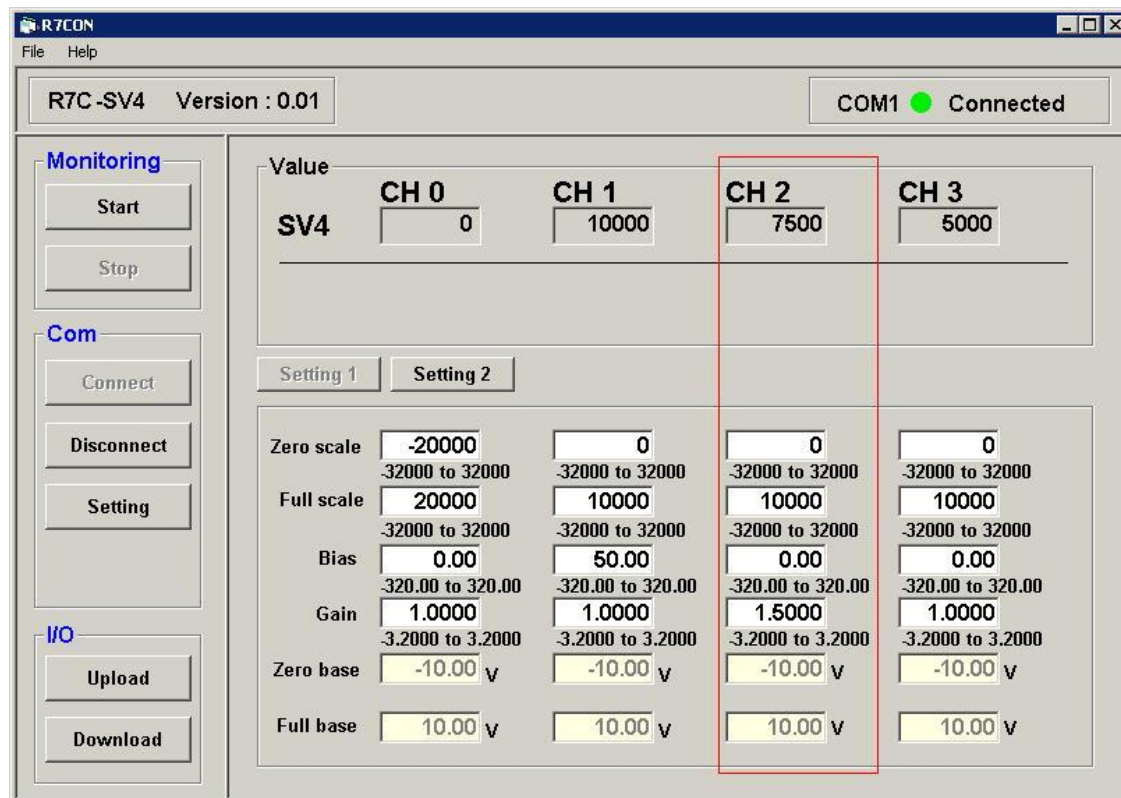 R7CON
File Help
R7C-SV4 Version : 0.01
COM1 Connected
Monitoring
Start
Stop
Com
Connect
Disconnect
Setting
I/O
Upload
Download
Value
CH 0 CH 1 CH 2 CH 3
SV4 0 10000 7500 5000
Setting 1 Setting 2
Zero scale -20000 0 0 0
-32000 to 32000 -32000 to 32000 -32000 to 32000 -32000 to 32000
Full scale 20000 10000 10000 10000
-32000 to 32000 -32000 to 32000 -32000 to 32000 -32000 to 32000
Bias 0.00 50.00 0.00 0.00
-320.00 to 320.00 -320.00 to 320.00 -320.00 to 320.00 -320.00 to 320.00
Gain 1.0000 1.0000 1.5000 1.0000
-3.2000 to 3.2000 -3.2000 to 3.2000 -3.2000 to 3.2000 -3.2000 to 3.2000
Zero base -10.00 V -10.00 V -10.00 V -10.00 V
Full base 10.00 V 10.00 V 10.00 V 10.00 V